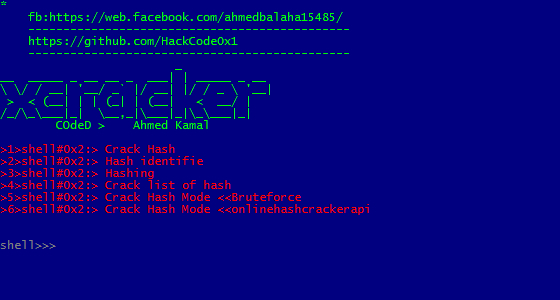 *
fb:https://web.facebook.com/ahmedbalaha15485/
----------------------------------------------
https://github.com/HackCode0x1
----------------------------------------------
xcracker
COdeD >    Ahmed Kamal
>1>shell#0x2:> Crack Hash
>2>shell#0x2:> Hash identifie
>3>shell#0x2:> Hashing
>4>shell#0x2:> Crack list of hash
>5>shell#0x2:> Crack Hash Mode <<Bruteforce
>6>shell#0x2:> Crack Hash Mode <<onlinehashcrackerapi
shell>>>